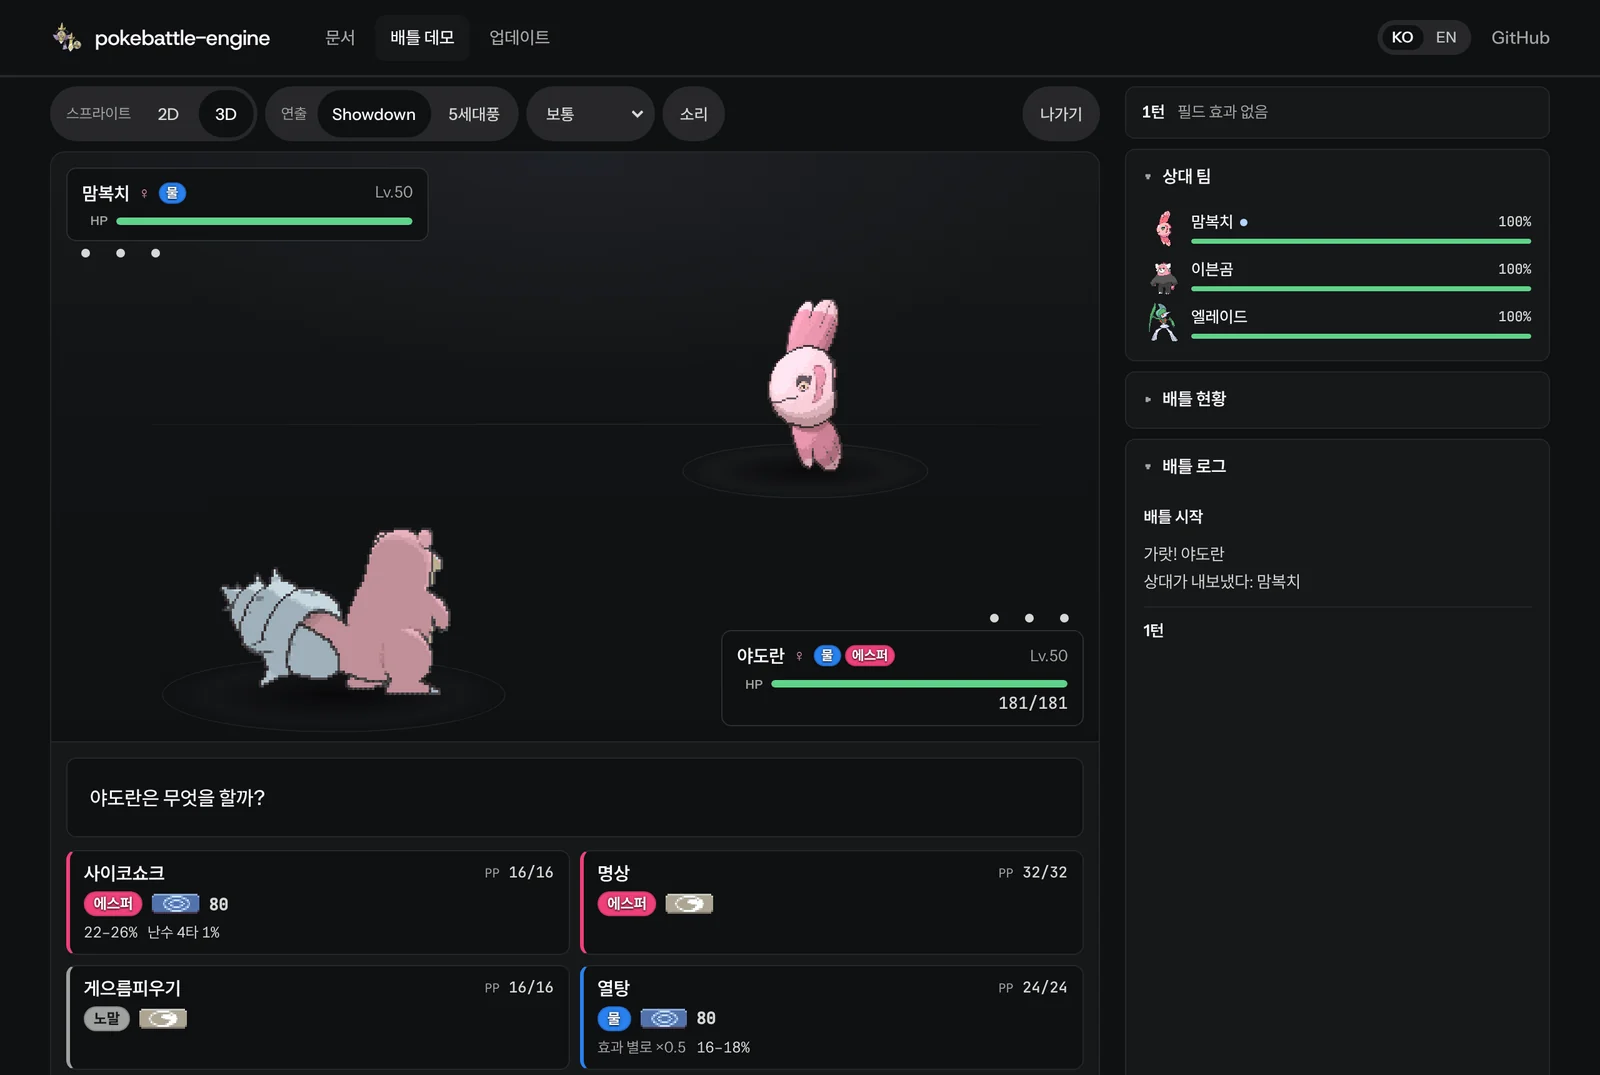 pokebattle-engine 문서 배틀 데모 업데이트 KO EN GitHub
스프라이트 2D 3D 연출 Showdown 5세대풍 보통 소리 나가기
1턴 필드 효과 없음
맘복치 ♀ 물 Lv.50
HP
상대 팀
맘복치 100%
이븐곰 100%
엘레이드 100%
배틀 현황
배틀 로그
배틀 시작
가랏! 야도란
상대가 내보냈다: 맘복치
1턴
야도란 ♀ 물 에스퍼 Lv.50
HP
181/181
야도란은 무엇을 할까?
사이코쇼크 PP 16/16
에스퍼 80
22–26% 난수 4타 1%
명상 PP 32/32
에스퍼
게으름피우기 PP 16/16
노말
열탕 PP 24/24
물 80
효과 별로 ×0.5 16–18%